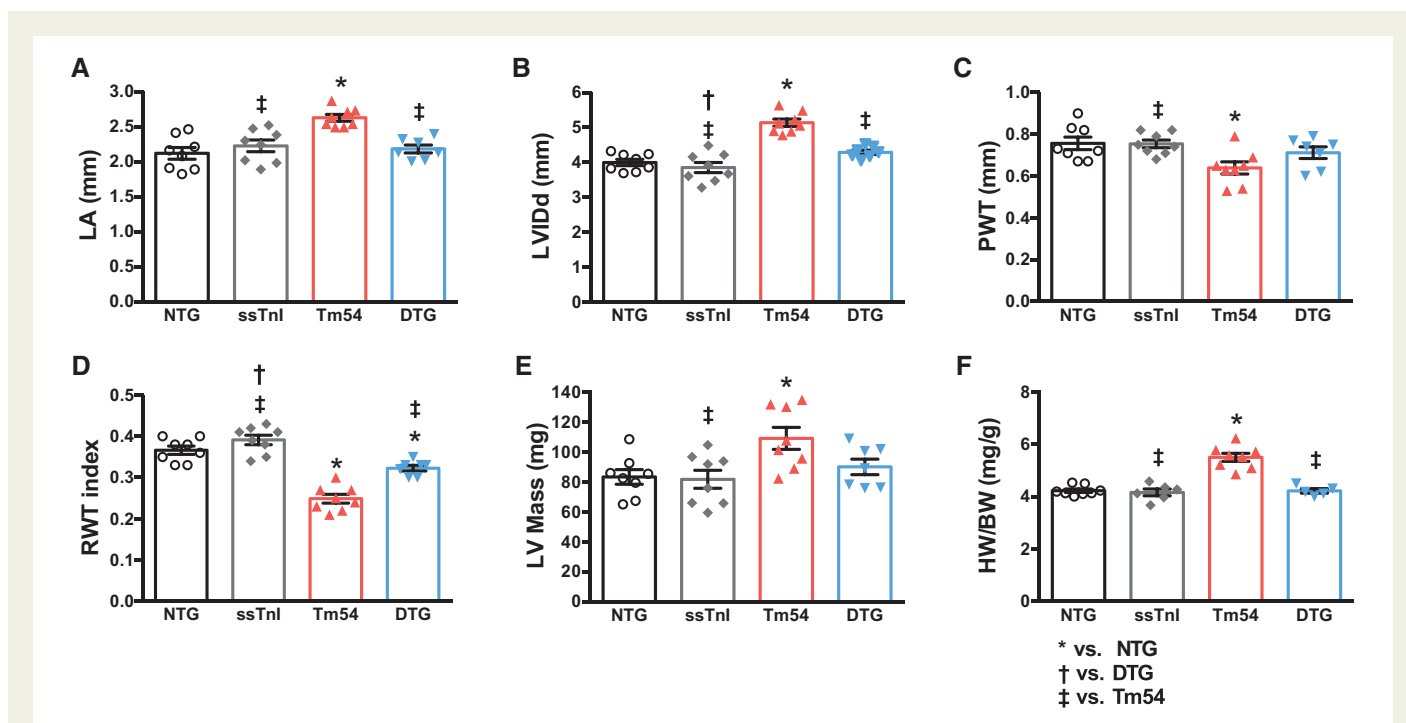 A
LA (mm)
3.0
2.5
2.0
1.5
1.0
0.5
0.0
‡
*
‡
NTG ssTnI Tm54 DTG
B
LVIDd (mm)
6
5
4
3
2
1
0
†
‡
*
‡
NTG ssTnI Tm54 DTG
C
PWT (mm)
1.0
0.8
0.6
0.4
0.2
0.0
‡
*
NTG ssTnI Tm54 DTG
D
RWT index
0.5
0.4
0.3
0.2
0.1
0.0
†
‡
*
‡
*
NTG ssTnI Tm54 DTG
E
LV Mass (mg)
140
120
100
80
60
40
20
0
‡
*
NTG ssTnI Tm54 DTG
F
HW/BW (mg/g)
8
6
4
2
0
‡
*
‡
NTG ssTnI Tm54 DTG
* vs. NTG
† vs. DTG
‡ vs. Tm54